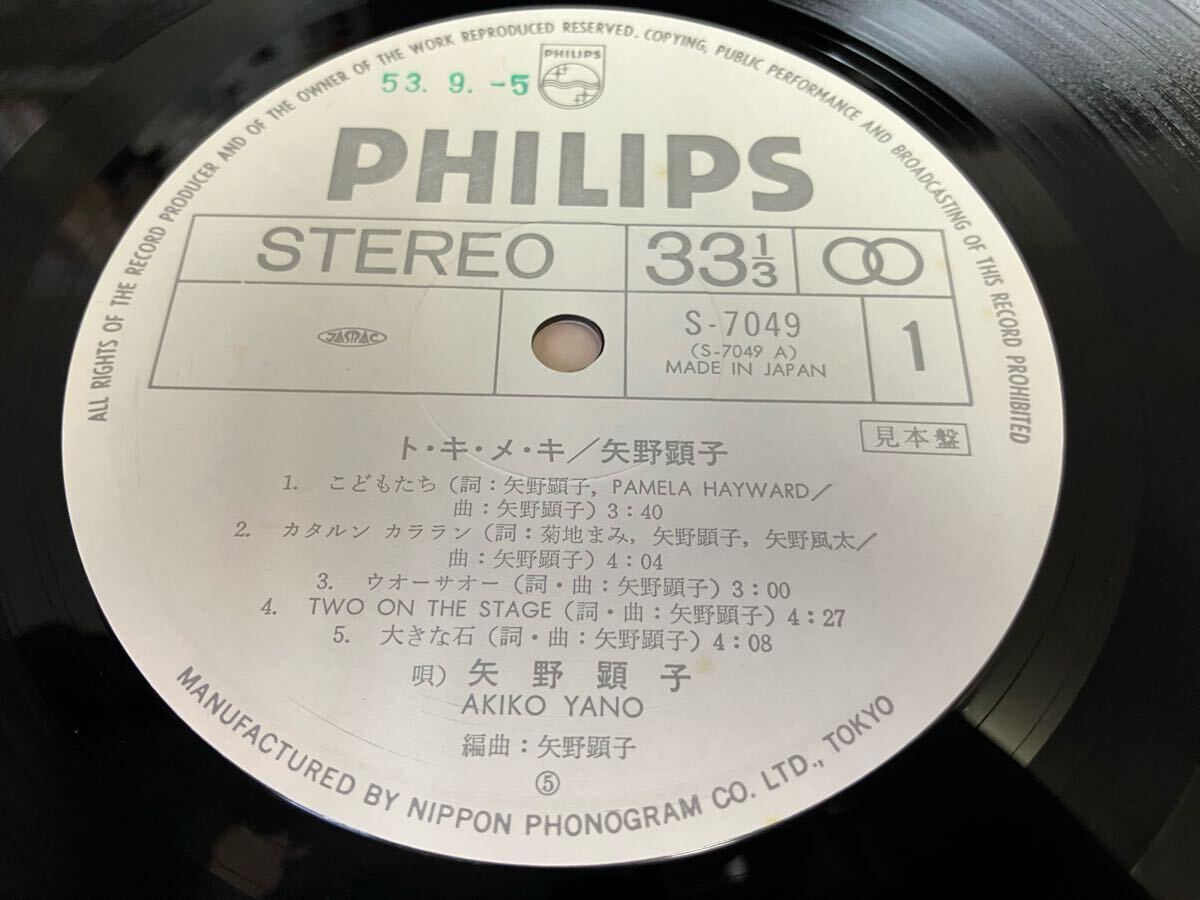 ALL RIGHTS OF THE RECORD PRODUCER AND OF THE OWNER OF THE WORK REPRODUCED RESERVED. COPYING, PUBLIC PERFORMANCE AND BROADCASTING OF THIS RECORD PROHIBITED
PHILIPS
53. 9. -5
PHILIPS
STEREO 33 1/3
JASRAC
S-7049
(S-7049 A)
MADE IN JAPAN
1
見本盤
ト・キ・メ・キ/矢野顕子
1. こどもたち (詞:矢野顕子, PAMELA HAYWARD/
曲:矢野顕子) 3:40
2. カタルン カララン (詞:菊地まみ, 矢野顕子, 矢野風太/
曲:矢野顕子) 4:04
3. ウオーサオー (詞・曲:矢野顕子) 3:00
4. TWO ON THE STAGE (詞・曲:矢野顕子) 4:27
5. 大きな石 (詞・曲:矢野顕子) 4:08
唄) 矢野顕子
AKIKO YANO
編曲:矢野顕子
⑤
MANUFACTURED BY NIPPON PHONOGRAM CO. LTD., TOKYO